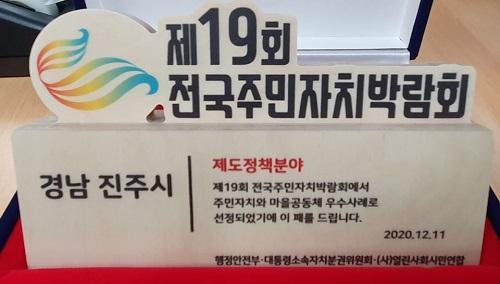 제19회
전국주민자치박람회
경남 진주시
제도정책분야
제19회 전국주민자치박람회에서
주민자치와 마을공동체 우수사례로
선정되었기에 이 패를 드립니다.
2020.12.11
행정안전부·대통령소속자치분권위원회·(사)열린사회시민연합